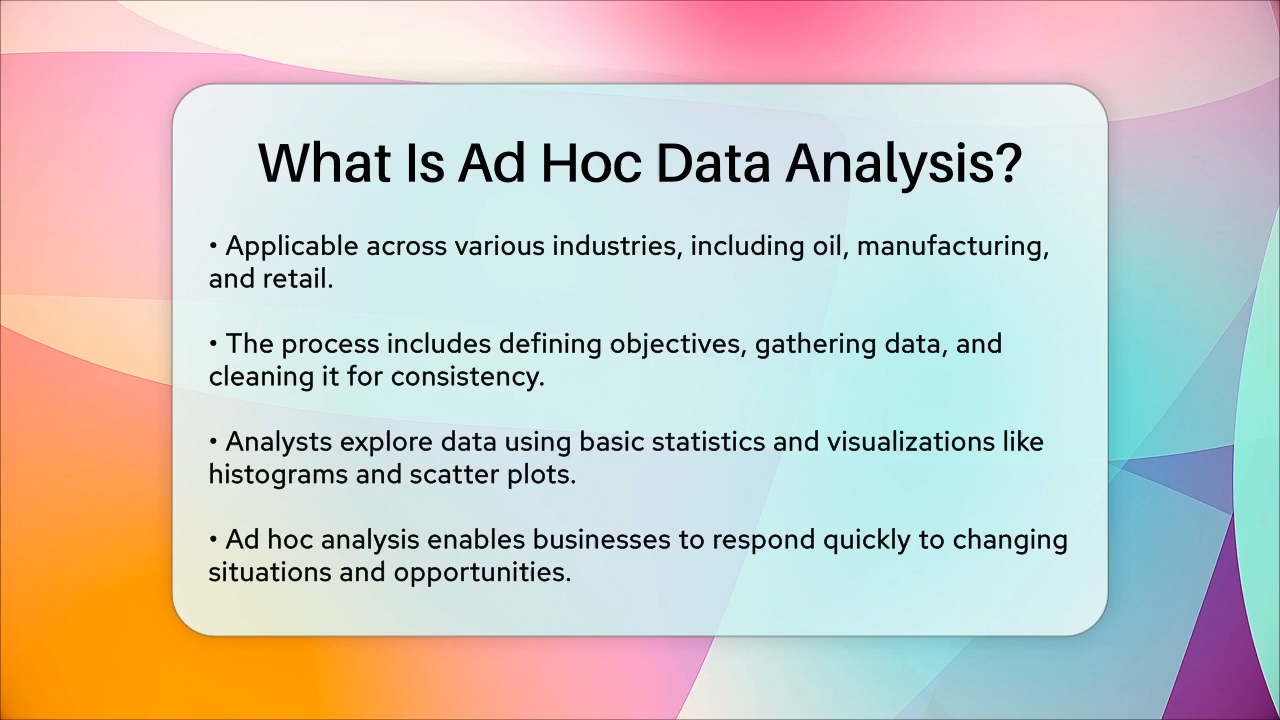 What Is Ad Hoc Data Analysis?
• Applicable across various industries, including oil, manufacturing,
and retail.
• The process includes defining objectives, gathering data, and
cleaning it for consistency.
• Analysts explore data using basic statistics and visualizations like
histograms and scatter plots.
• Ad hoc analysis enables businesses to respond quickly to changing
situations and opportunities.